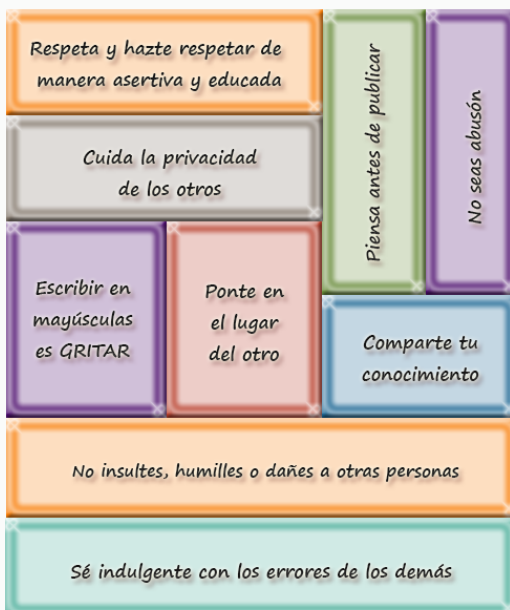 Respeta y hazte respetar de
manera asertiva y educada
Piensa antes de publicar
No seas abusón
Cuida la privacidad
de los otros
Escribir en
mayúsculas
es GRITAR
Ponte en
el lugar
del otro
Comparte tu
conocimiento
No insultes, humilles o dañes a otras personas
Sé indulgente con los errores de los demás